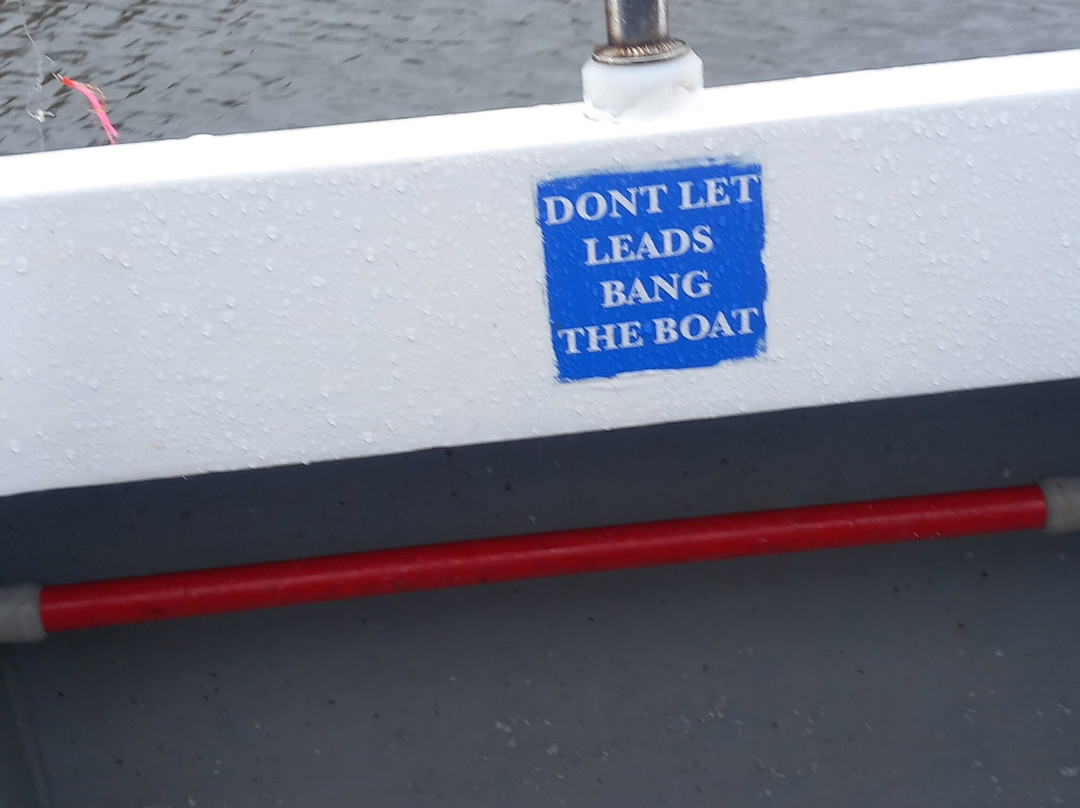 DONT LET
LEADS
BANG
THE BOAT